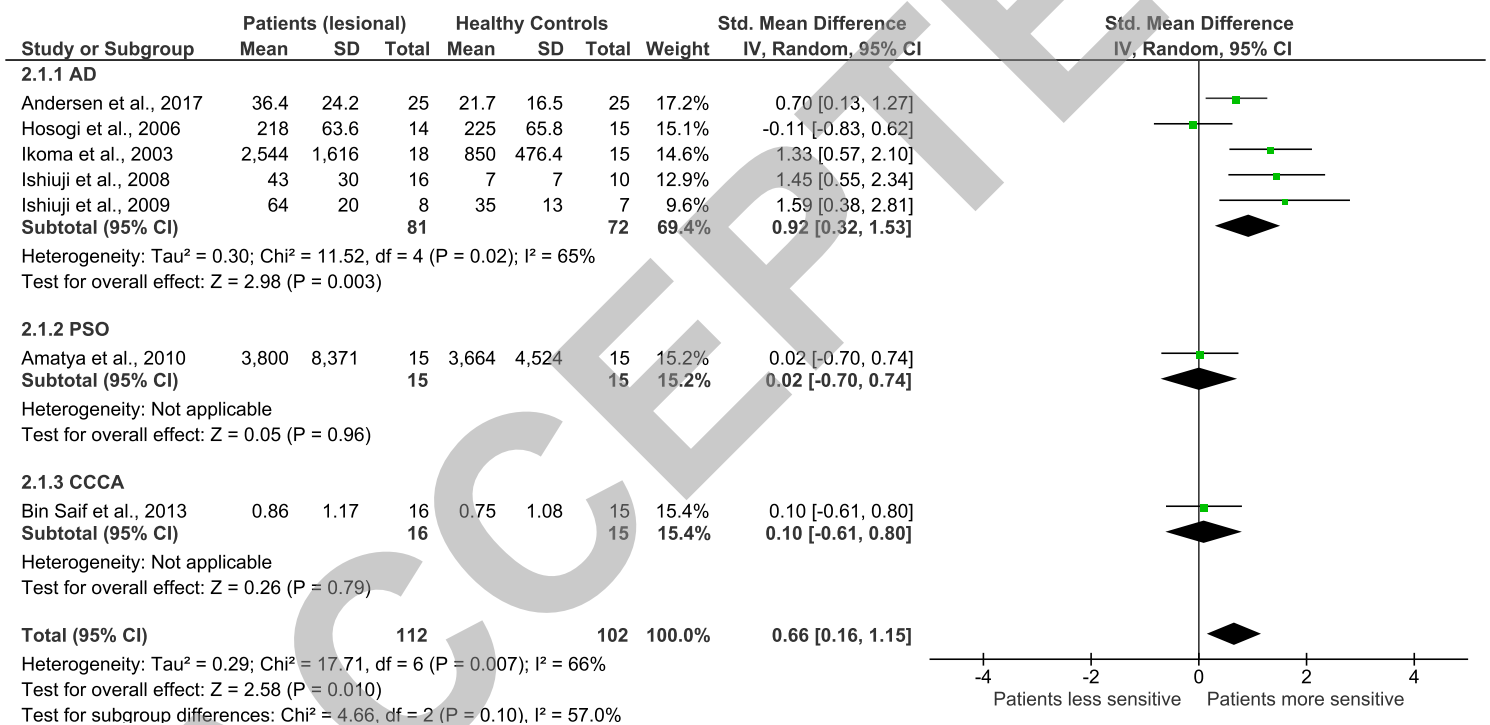 Patients (lesional) Healthy Controls Std. Mean Difference Std. Mean Difference
Study or Subgroup Mean SD Total Mean SD Total Weight IV, Random, 95% CI IV, Random, 95% CI
2.1.1 AD
Andersen et al., 2017 36.4 24.2 25 21.7 16.5 25 17.2% 0.70 [0.13, 1.27]
Hosogi et al., 2006 218 63.6 14 225 65.8 15 15.1% -0.11 [-0.83, 0.62]
Ikoma et al., 2003 2,544 1,616 18 850 476.4 15 14.6% 1.33 [0.57, 2.10]
Ishiuji et al., 2008 43 30 16 7 7 10 12.9% 1.45 [0.55, 2.34]
Ishiuji et al., 2009 64 20 8 35 13 7 9.6% 1.59 [0.38, 2.81]
Subtotal (95% CI) 81 72 69.4% 0.92 [0.32, 1.53]
Heterogeneity: Tau² = 0.30; Chi² = 11.52, df = 4 (P = 0.02); I² = 65%
Test for overall effect: Z = 2.98 (P = 0.003)
2.1.2 PSO
Amatya et al., 2010 3,800 8,371 15 3,664 4,524 15 15.2% 0.02 [-0.70, 0.74]
Subtotal (95% CI) 15 15 15.2% 0.02 [-0.70, 0.74]
Heterogeneity: Not applicable
Test for overall effect: Z = 0.05 (P = 0.96)
2.1.3 CCCA
Bin Saif et al., 2013 0.86 1.17 16 0.75 1.08 15 15.4% 0.10 [-0.61, 0.80]
Subtotal (95% CI) 16 15 15.4% 0.10 [-0.61, 0.80]
Heterogeneity: Not applicable
Test for overall effect: Z = 0.26 (P = 0.79)
Total (95% CI) 112 102 100.0% 0.66 [0.16, 1.15]
Heterogeneity: Tau² = 0.29; Chi² = 17.71, df = 6 (P = 0.007); I² = 66%
Test for overall effect: Z = 2.58 (P = 0.010)
Test for subgroup differences: Chi² = 4.66, df = 2 (P = 0.10), I² = 57.0%
-4 -2 0 2 4
Patients less sensitive Patients more sensitive
CCEPTE